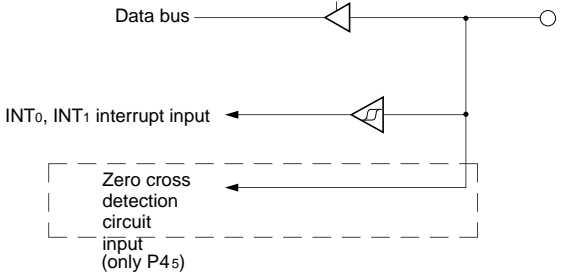 Data bus
INT0, INT1 interrupt input
Zero cross
detection
circuit
input
(only P45)